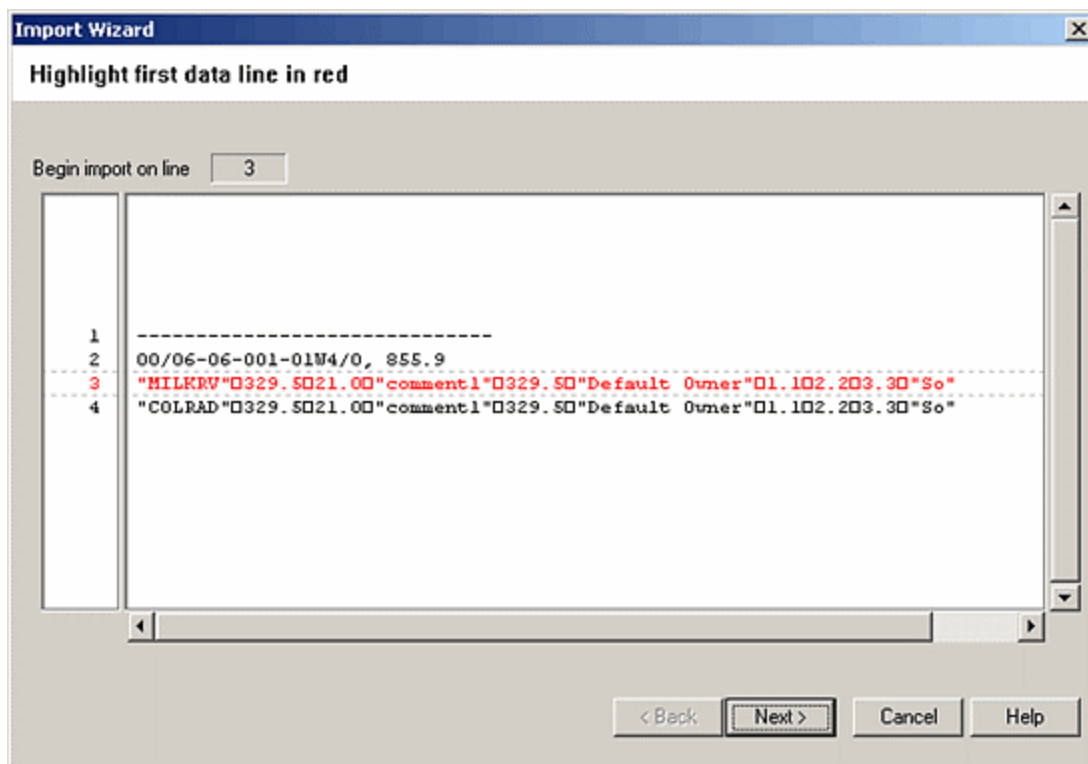 Import Wizard
Highlight first data line in red
Begin import on line 3
1 ------------------------------
2 00/06-06-001-01W4/0, 855.9
3 "MILKRV"□329.5□21.0□"comment1"□329.5□"Default Owner"□1.1□2.2□3.3□"So"
4 "COLRAD"□329.5□21.0□"comment1"□329.5□"Default Owner"□1.1□2.2□3.3□"So"
< Back Next > Cancel Help